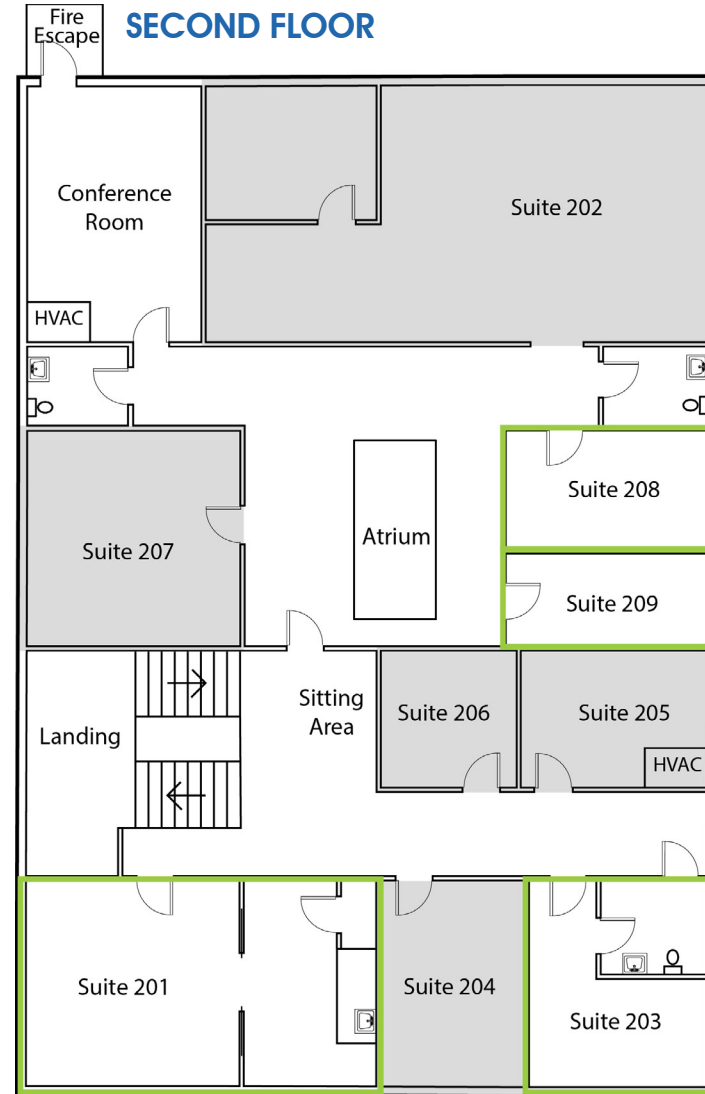 Fire
Escape
SECOND FLOOR
Conference
Room
Suite 202
HVAC
Suite 208
Suite 207
Atrium
Suite 209
Landing
Sitting
Area
Suite 206
Suite 205
HVAC
Suite 201
Suite 204
Suite 203